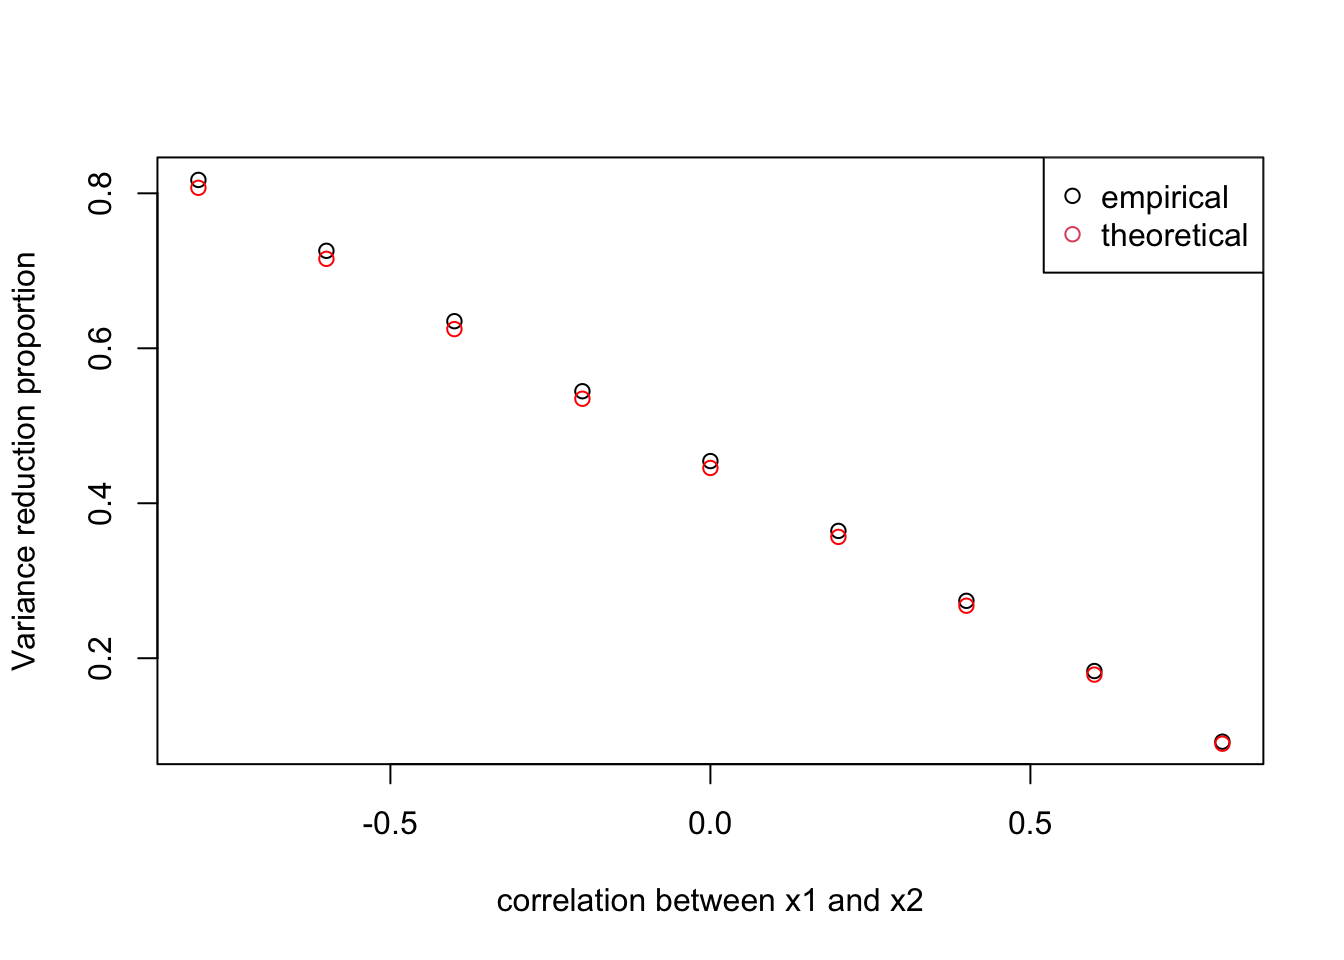 empirical
theoretical
Variance reduction proportion
0.8
0.6
0.4
0.2
-0.5
0.0
0.5
correlation between x1 and x2